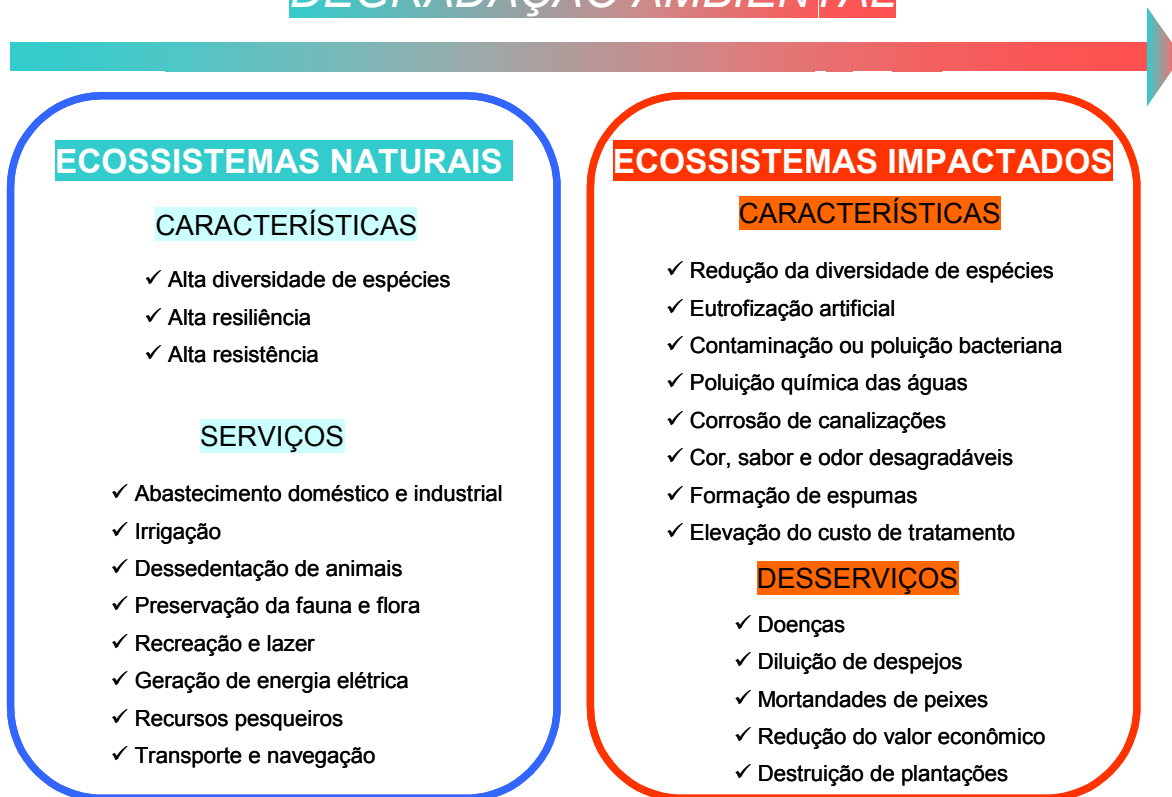 DEGRADAÇÃO AMBIENTAL
ECOSSISTEMAS NATURAIS
CARACTERÍSTICAS
✓ Alta diversidade de espécies
✓ Alta resiliência
✓ Alta resistência
SERVIÇOS
✓ Abastecimento doméstico e industrial
✓ Irrigação
✓ Dessedentação de animais
✓ Preservação da fauna e flora
✓ Recreação e lazer
✓ Geração de energia elétrica
✓ Recursos pesqueiros
✓ Transporte e navegação
ECOSSISTEMAS IMPACTADOS
CARACTERÍSTICAS
✓ Redução da diversidade de espécies
✓ Eutrofização artificial
✓ Contaminação ou poluição bacteriana
✓ Poluição química das águas
✓ Corrosão de canalizações
✓ Cor, sabor e odor desagradáveis
✓ Formação de espumas
✓ Elevação do custo de tratamento
DESSERVIÇOS
✓ Doenças
✓ Diluição de despejos
✓ Mortandades de peixes
✓ Redução do valor econômico
✓ Destruição de plantações